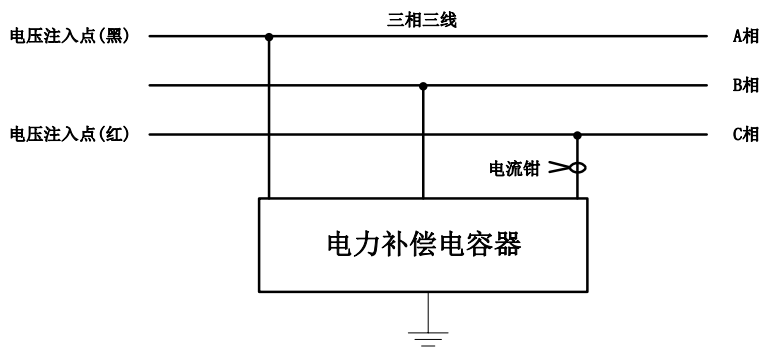 三相三线
电压注入点(黑)
A相
B相
电压注入点(红)
C相
电流钳
电力补偿电容器